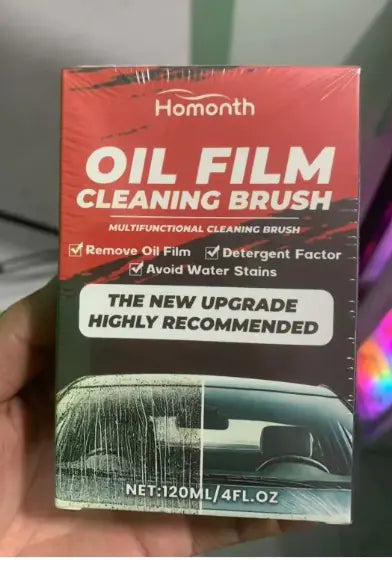 Homonth
OIL FILM
CLEANING BRUSH
MULTIFUNCTIONAL CLEANING BRUSH
Remove Oil Film Detergent Factor
Avoid Water Stains
THE NEW UPGRADE
HIGHLY RECOMMENDED
NET:120ML/4FL.OZ